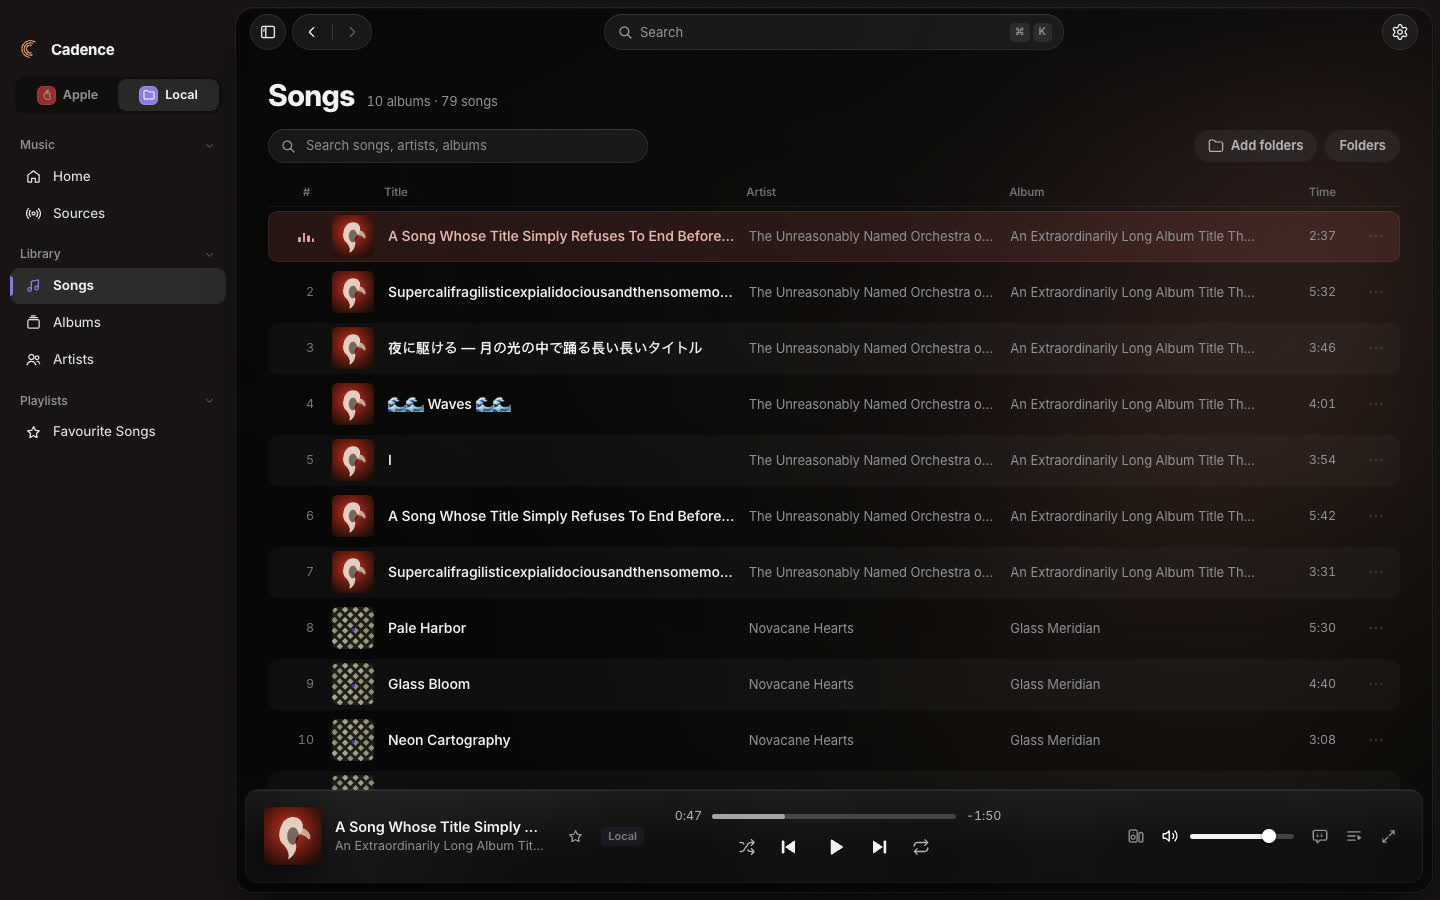 Cadence
Apple
Local
Music
Home
Sources
Library
Songs
Albums
Artists
Playlists
Favourite Songs
Search
⌘ K
Songs
10 albums · 79 songs
Search songs, artists, albums
Add folders
Folders
# Title Artist Album Time
A Song Whose Title Simply Refuses To End Before... The Unreasonably Named Orchestra o... An Extraordinarily Long Album Title Th... 2:37
2 Supercalifragilisticexpialidociousandthensomemo... The Unreasonably Named Orchestra o... An Extraordinarily Long Album Title Th... 5:32
3 夜に駆ける — 月の光の中で踊る長い長いタイトル The Unreasonably Named Orchestra o... An Extraordinarily Long Album Title Th... 3:46
4 🌊🌊 Waves 🌊🌊 The Unreasonably Named Orchestra o... An Extraordinarily Long Album Title Th... 4:01
5 I The Unreasonably Named Orchestra o... An Extraordinarily Long Album Title Th... 3:54
6 A Song Whose Title Simply Refuses To End Before... The Unreasonably Named Orchestra o... An Extraordinarily Long Album Title Th... 5:42
7 Supercalifragilisticexpialidociousandthensomemo... The Unreasonably Named Orchestra o... An Extraordinarily Long Album Title Th... 3:31
8 Pale Harbor Novacane Hearts Glass Meridian 5:30
9 Glass Bloom Novacane Hearts Glass Meridian 4:40
10 Neon Cartography Novacane Hearts Glass Meridian 3:08
A Song Whose Title Simply ...
An Extraordinarily Long Album Tit...
Local
0:47
-1:50